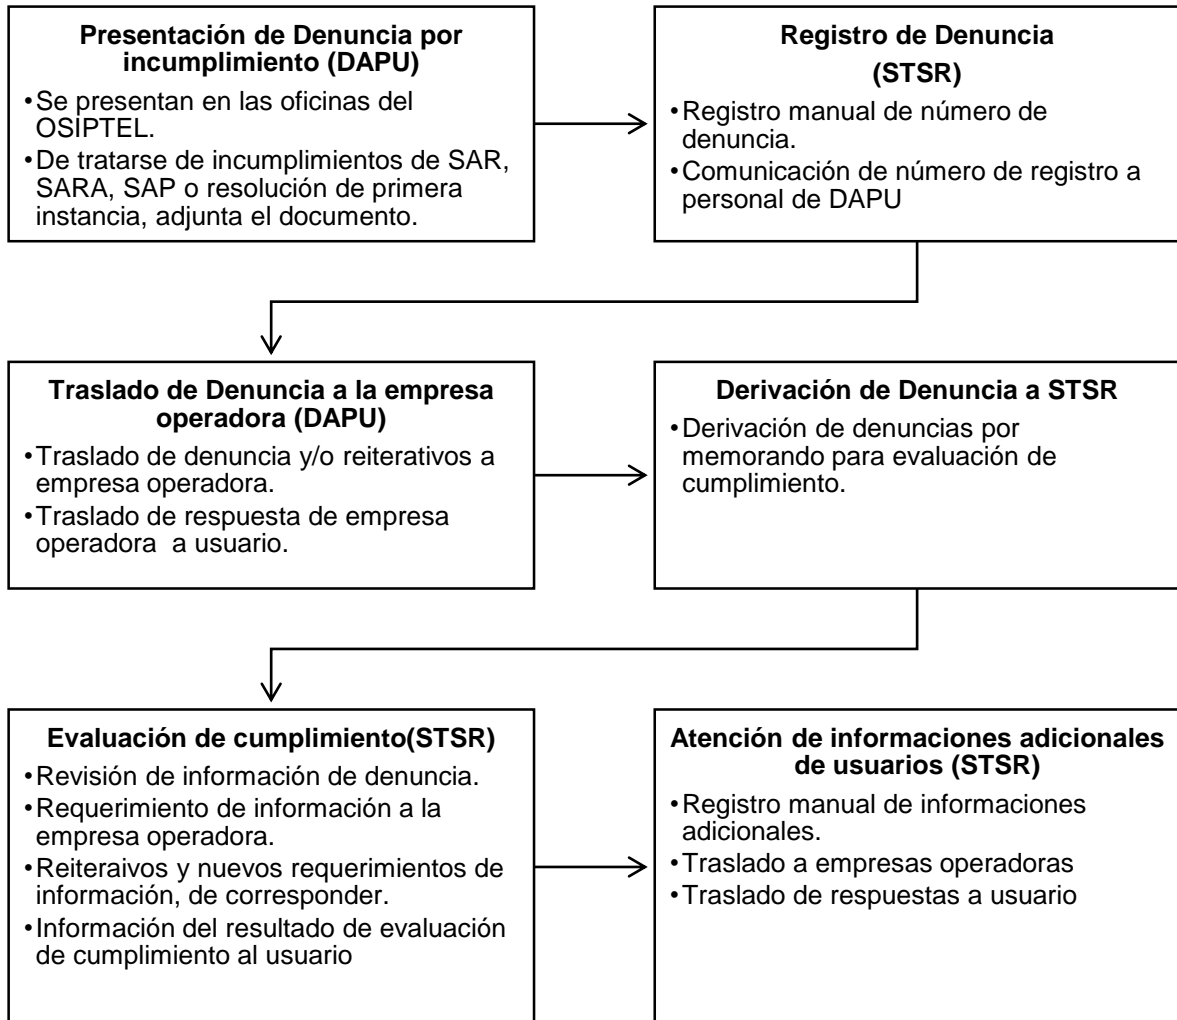 Presentación de Denuncia por
incumplimiento (DAPU)
•Se presentan en las oficinas del
OSIPTEL.
•De tratarse de incumplimientos de SAR,
SARA, SAP o resolución de primera
instancia, adjunta el documento.
Registro de Denuncia
(STSR)
•Registro manual de número de
denuncia.
•Comunicación de número de registro a
personal de DAPU
Traslado de Denuncia a la empresa
operadora (DAPU)
•Traslado de denuncia y/o reiterativos a
empresa operadora.
•Traslado de respuesta de empresa
operadora  a usuario.
Derivación de Denuncia a STSR
•Derivación de denuncias por
memorando para evaluación de
cumplimiento.
Evaluación de cumplimiento(STSR)
•Revisión de información de denuncia.
•Requerimiento de información a la
empresa operadora.
•Reiteraivos y nuevos requerimientos de
información, de corresponder.
•Información del resultado de evaluación
de cumplimiento al usuario
Atención de informaciones adicionales
de usuarios (STSR)
•Registro manual de informaciones
adicionales.
•Traslado a empresas operadoras
•Traslado de respuestas a usuario